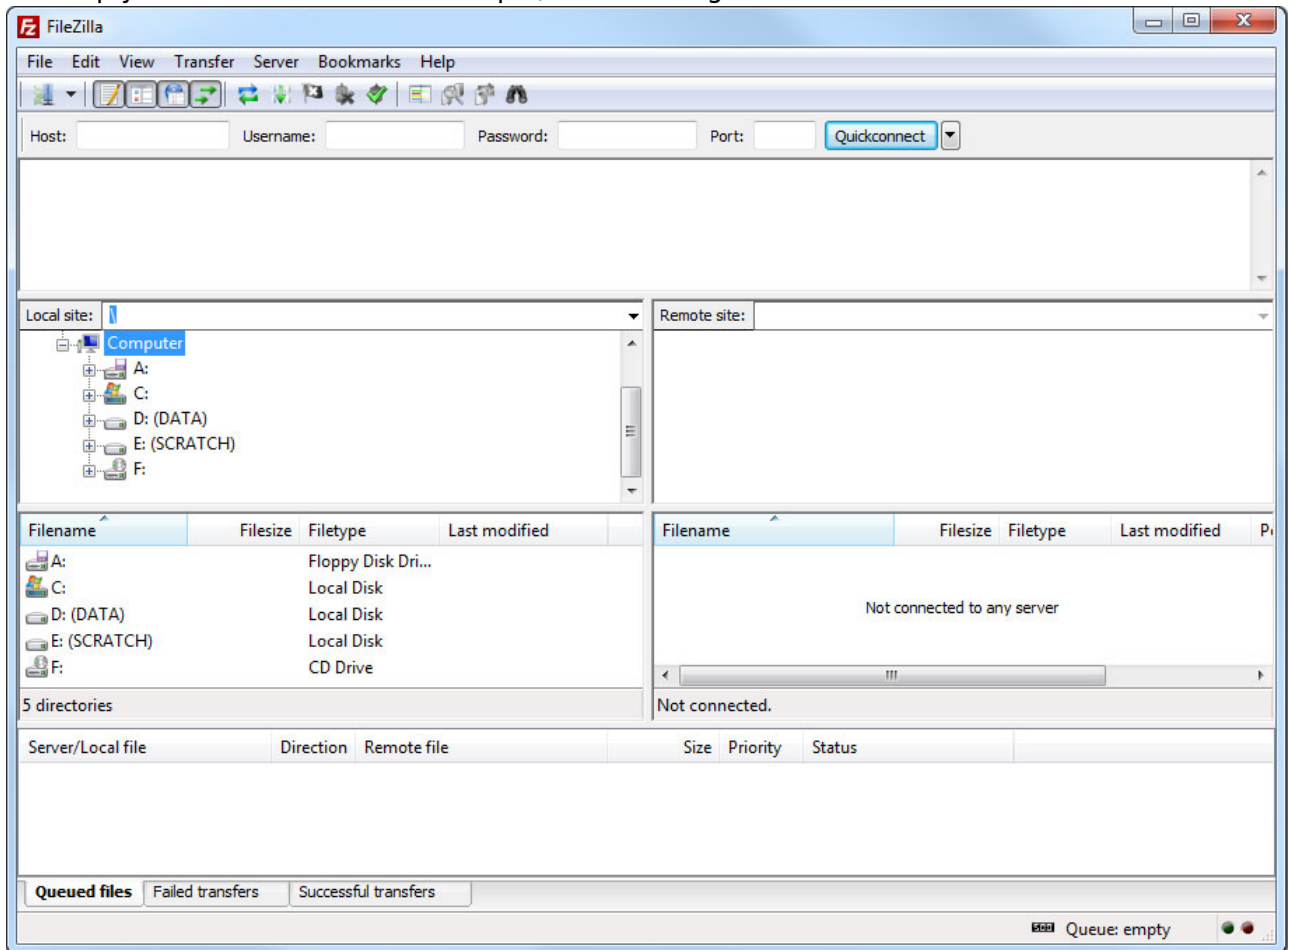 FileZilla
File Edit View Transfer Server Bookmarks Help
Host: Username: Password: Port: Quickconnect
Local site: \ Remote site:
Computer
A:
C:
D: (DATA)
E: (SCRATCH)
F:
Filename Filesize Filetype Last modified
A: Floppy Disk Dri...
C: Local Disk
D: (DATA) Local Disk
E: (SCRATCH) Local Disk
F: CD Drive
5 directories
Filename Filesize Filetype Last modified
Not connected to any server
Not connected.
Server/Local file Direction Remote file Size Priority Status
Queued files Failed transfers Successful transfers
Queue: empty